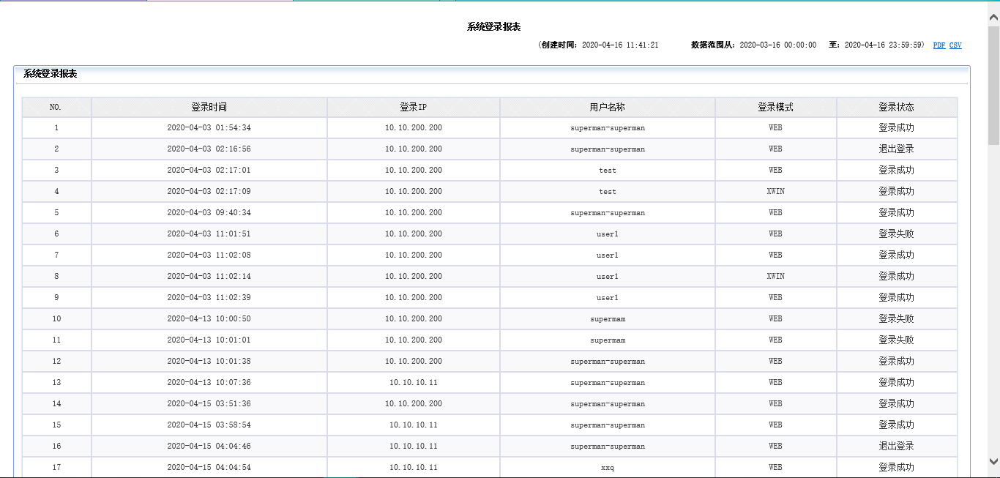 系统登录报表
(创建时间: 2020-04-16 11:41:21 数据范围从: 2020-03-16 00:00:00 至: 2020-04-16 23:59:59) PDF CSV
系统登录报表
NO. 登录时间 登录IP 用户名称 登录模式 登录状态
1 2020-04-03 01:54:34 10.10.200.200 superman-superman WEB 登录成功
2 2020-04-03 02:16:56 10.10.200.200 superman-superman WEB 退出登录
3 2020-04-03 02:17:01 10.10.200.200 test WEB 登录成功
4 2020-04-03 02:17:09 10.10.200.200 test XWIN 登录成功
5 2020-04-03 09:40:34 10.10.200.200 superman-superman WEB 登录成功
6 2020-04-03 11:01:51 10.10.200.200 user1 WEB 登录失败
7 2020-04-03 11:02:08 10.10.200.200 user1 WEB 登录成功
8 2020-04-03 11:02:14 10.10.200.200 user1 XWIN 登录成功
9 2020-04-03 11:02:39 10.10.200.200 user1 WEB 登录成功
10 2020-04-13 10:00:50 10.10.200.200 supermam WEB 登录失败
11 2020-04-13 10:01:01 10.10.200.200 supermam WEB 登录失败
12 2020-04-13 10:01:38 10.10.200.200 superman-superman WEB 登录成功
13 2020-04-13 10:07:36 10.10.10.11 superman-superman WEB 登录成功
14 2020-04-15 03:51:36 10.10.200.200 superman-superman WEB 登录成功
15 2020-04-15 03:58:54 10.10.10.11 superman-superman WEB 登录成功
16 2020-04-15 04:04:46 10.10.10.11 superman-superman WEB 退出登录
17 2020-04-15 04:04:54 10.10.10.11 xxq WEB 登录成功